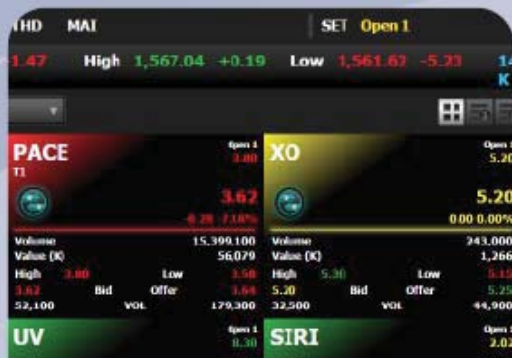 THD MAI SET Open 1
1.47 High 1,567.04 +0.19 Low 1,561.62 -5.23 14
K
PACE Open 1 XO Open 1
T1 3.80 5.20
3.62 5.20
-0.28 -7.18% 0.00 0.00%
Volume 15,399,100 Volume 243,000
Value (K) 56,079 Value (K) 1,266
High 3.80 Low 3.58 High 5.30 Low 5.15
3.62 Bid Offer 3.64 5.20 Bid Offer 5.25
52,100 VOL 179,300 32,500 VOL 44,900
UV Open 1 SIRI Open 1
8.30 2.02